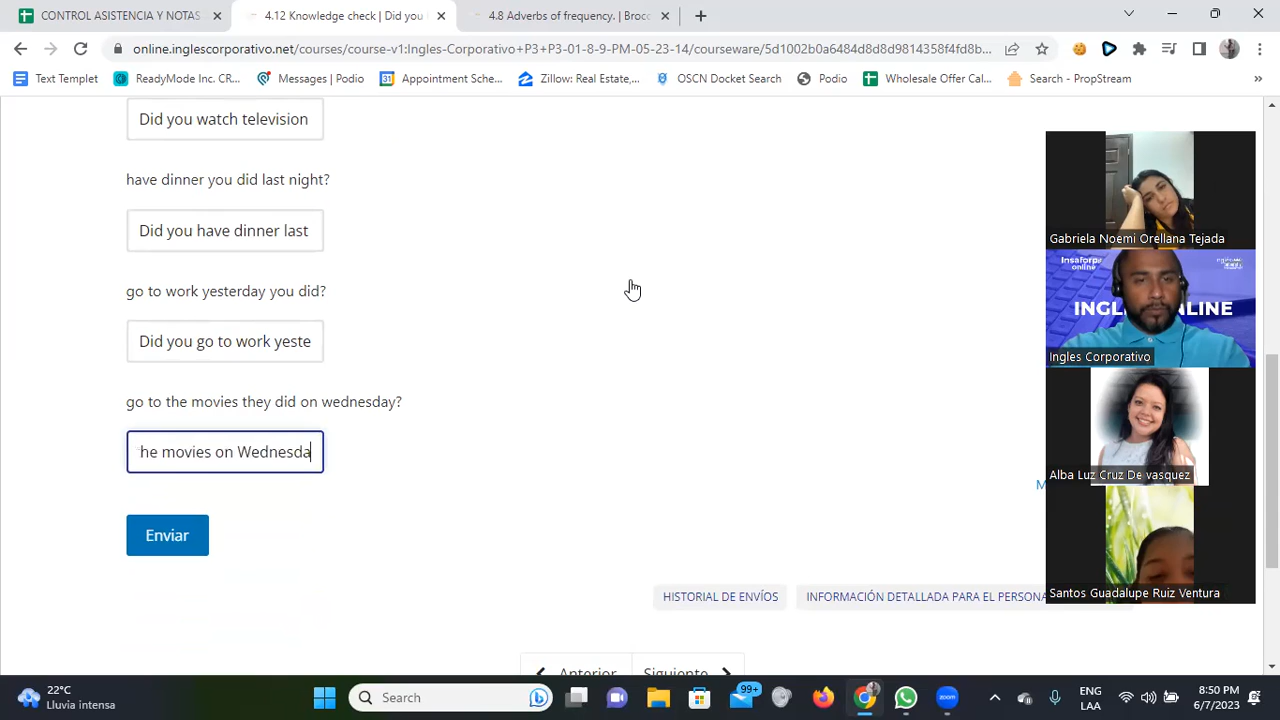 CONTROL ASISTENCIA Y NOTAS
4.12 Knowledge check | Did you
4.8 Adverbs of frequency. | Broc
online.inglescorporativo.net/courses/course-v1:Ingles-Corporativo+P3+P3-01-8-9-PM-05-23-14/courseware/5d1002b0a6484d8d8d9814358f4fd8b...
Text Templet
ReadyMode Inc. CR...
Messages | Podio
Appointment Sche...
Zillow: Real Estate,...
OSCN Docket Search
Podio
Wholesale Offer Cal...
Search - PropStream
Did you watch television
have dinner you did last night?
Did you have dinner last
go to work yesterday you did?
Did you go to work yeste
go to the movies they did on wednesday?
he movies on Wednesda
Enviar
HISTORIAL DE ENVÍOS
INFORMACIÓN DETALLADA PARA EL PERSONA
Anterior
Siguiente
Gabriela Noemi Orellana Tejada
Insaforp
online
INGL
ONLINE
Ingles Corporativo
Alba Luz Cruz De vasquez
Santos Guadalupe Ruiz Ventura
22°C
Lluvia intensa
Search
99+
zoom
ENG
LAA
8:50 PM
6/7/2023